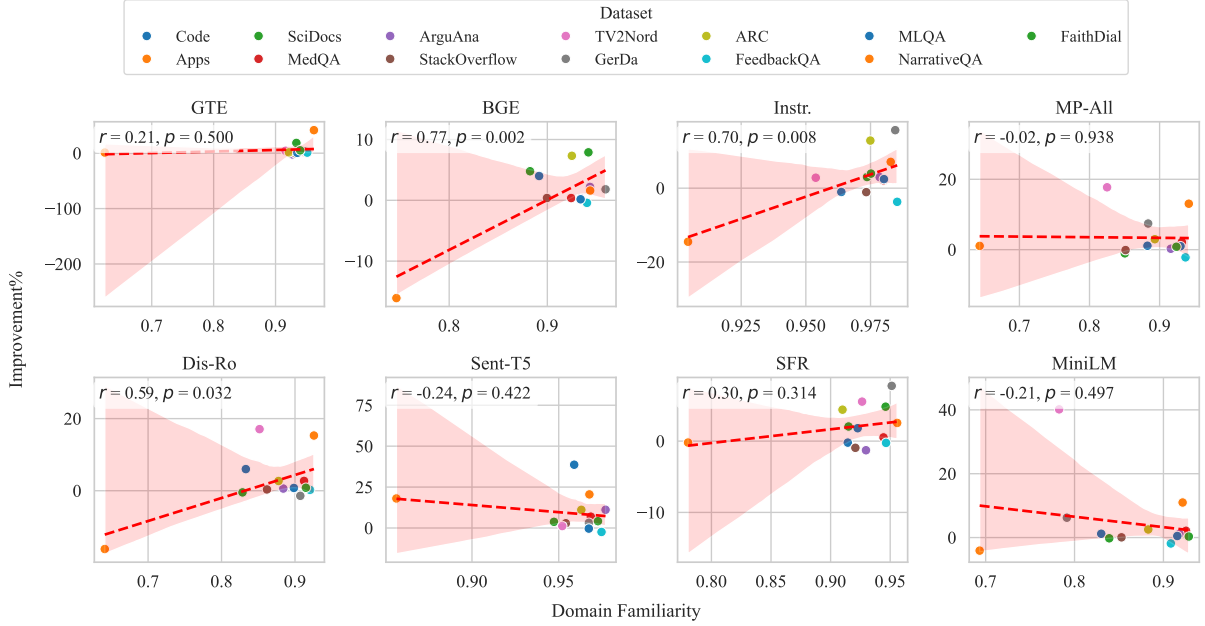 Dataset
Code SciDocs ArguAna TV2Nord ARC MLQA FaithDial
Apps MedQA StackOverflow GerDa FeedbackQA NarrativeQA
GTE BGE Instr. MP-All
r = 0.21, p = 0.500 r = 0.77, p = 0.002 r = 0.70, p = 0.008 r = -0.02, p = 0.938
0 −100 −200
10 0 −10
20 0 −20
20 0
0.7 0.8 0.9
0.8 0.9
0.925 0.950 0.975
0.7 0.8 0.9
Improvement%
Dis-Ro Sent-T5 SFR MiniLM
r = 0.59, p = 0.032 r = -0.24, p = 0.422 r = 0.30, p = 0.314 r = -0.21, p = 0.497
20 0
75 50 25 0
0 −10
40 20 0
0.7 0.8 0.9
0.90 0.95
0.80 0.85 0.90 0.95
0.7 0.8 0.9
Domain Familiarity